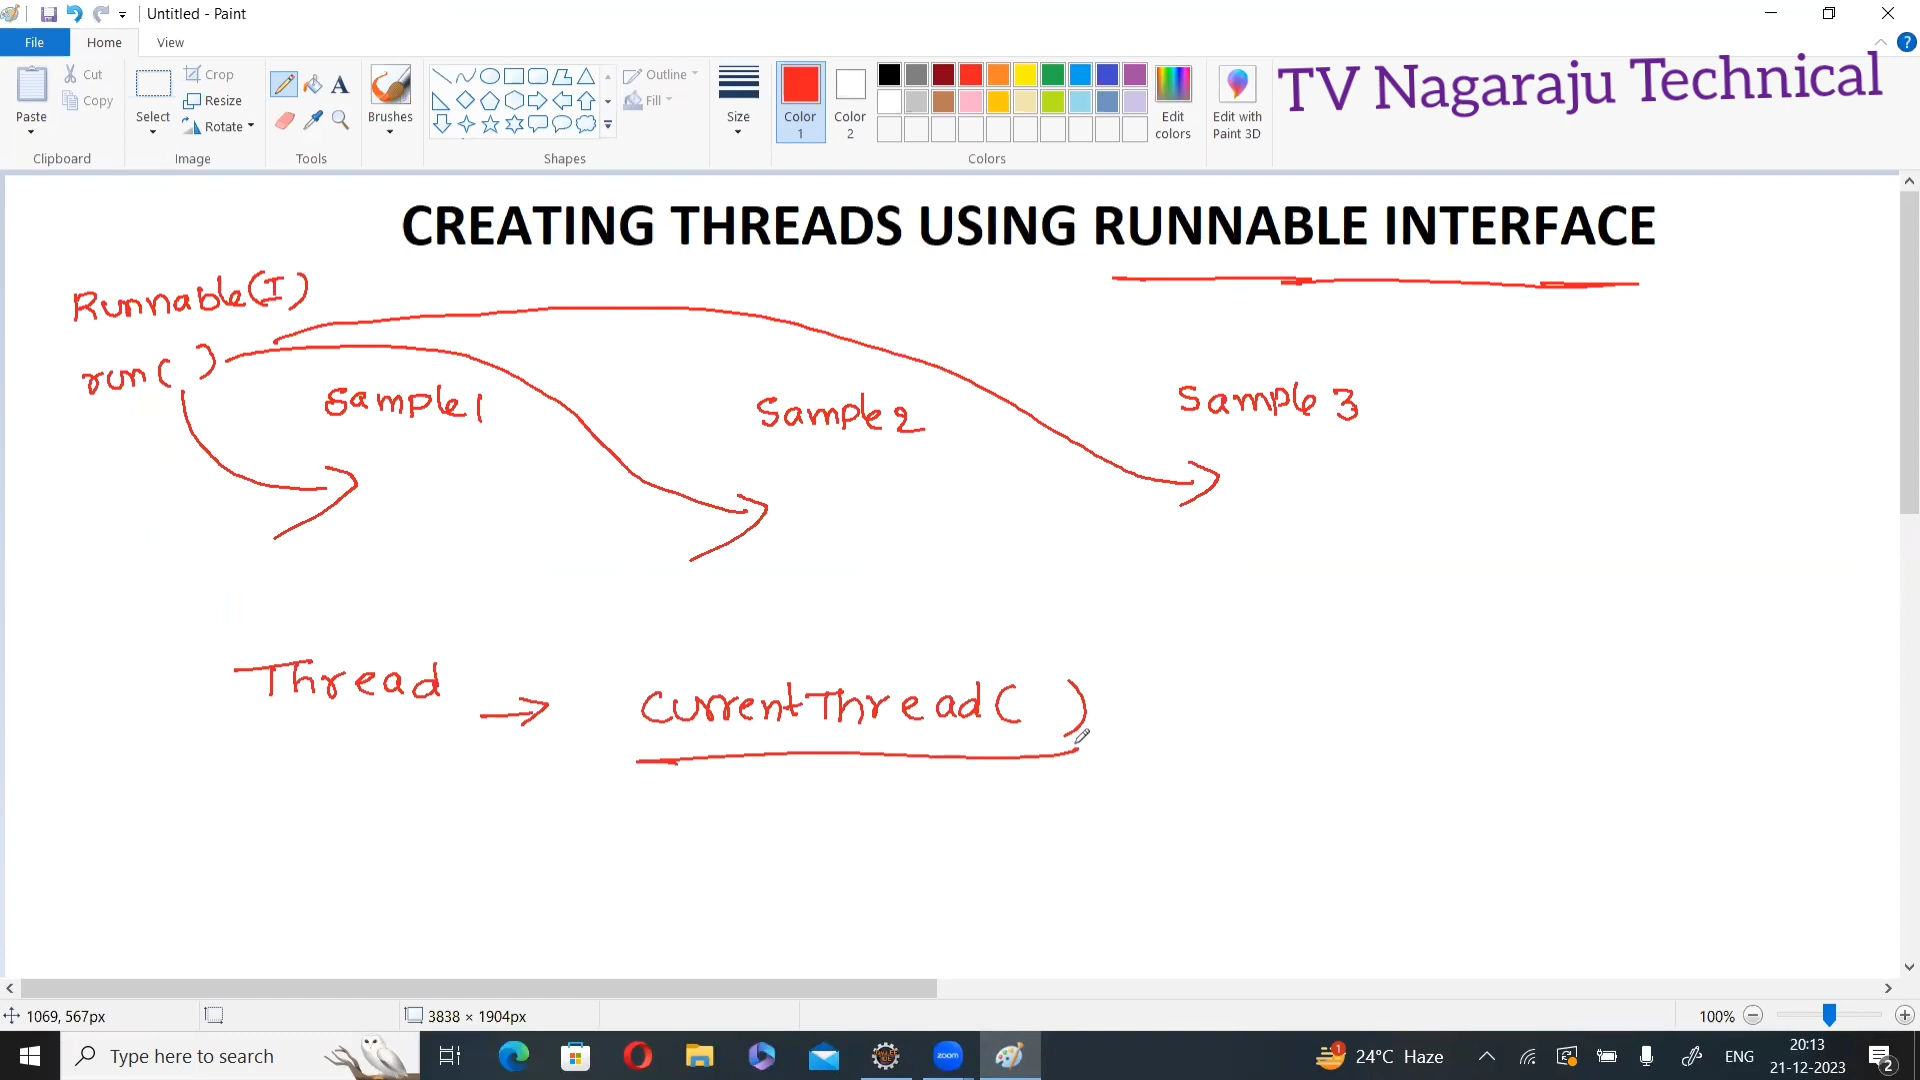 Untitled - Paint
File Home View
TV Nagaraju Technical
Paste Cut Copy Clipboard
Select Crop Resize Rotate Image
Tools
Brushes
Outline Fill Shapes
Size
Color 1 Color 2 Edit colors Colors
Edit with Paint 3D
CREATING THREADS USING RUNNABLE INTERFACE
Runnable(I)
run( )
Sample1 Sample2 Sample3
Thread → currentThread( )
1069, 567px 3838 × 1904px 100%
Type here to search zoom 1 24°C Haze ENG 20:13
21-12-2023 2